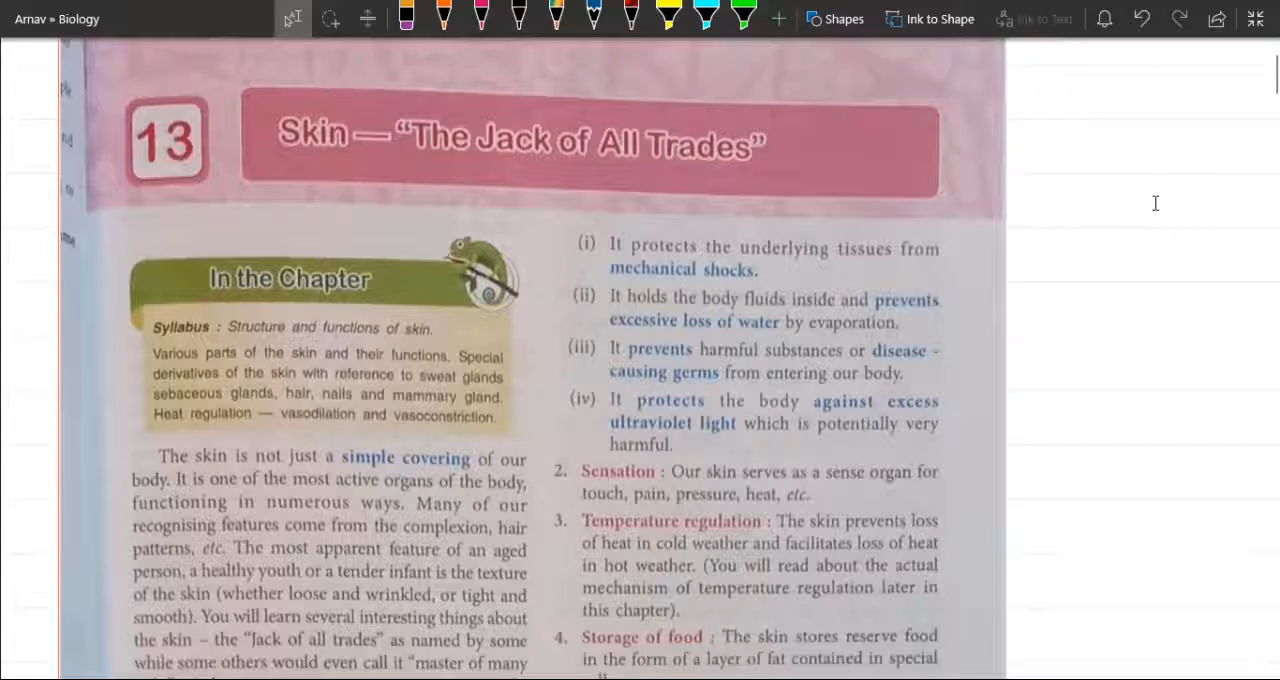 Arnav » Biology
Shapes
Ink to Shape
Ink to Text
13
Skin — “The Jack of All Trades”
In the Chapter
Syllabus : Structure and functions of skin.
Various parts of the skin and their functions. Special
derivatives of the skin with reference to sweat glands
sebaceous glands, hair, nails and mammary gland.
Heat regulation — vasodilation and vasoconstriction.
The skin is not just a simple covering of our
body. It is one of the most active organs of the body,
functioning in numerous ways. Many of our
recognising features come from the complexion, hair
patterns, etc. The most apparent feature of an aged
person, a healthy youth or a tender infant is the texture
of the skin (whether loose and wrinkled, or tight and
smooth). You will learn several interesting things about
the skin – the “Jack of all trades” as named by some
while some others would even call it “master of many
(i) It protects the underlying tissues from
mechanical shocks.
(ii) It holds the body fluids inside and prevents
excessive loss of water by evaporation.
(iii) It prevents harmful substances or disease -
causing germs from entering our body.
(iv) It protects the body against excess
ultraviolet light which is potentially very
harmful.
2. Sensation : Our skin serves as a sense organ for
touch, pain, pressure, heat, etc.
3. Temperature regulation : The skin prevents loss
of heat in cold weather and facilitates loss of heat
in hot weather. (You will read about the actual
mechanism of temperature regulation later in
this chapter).
4. Storage of food : The skin stores reserve food
in the form of a layer of fat contained in special